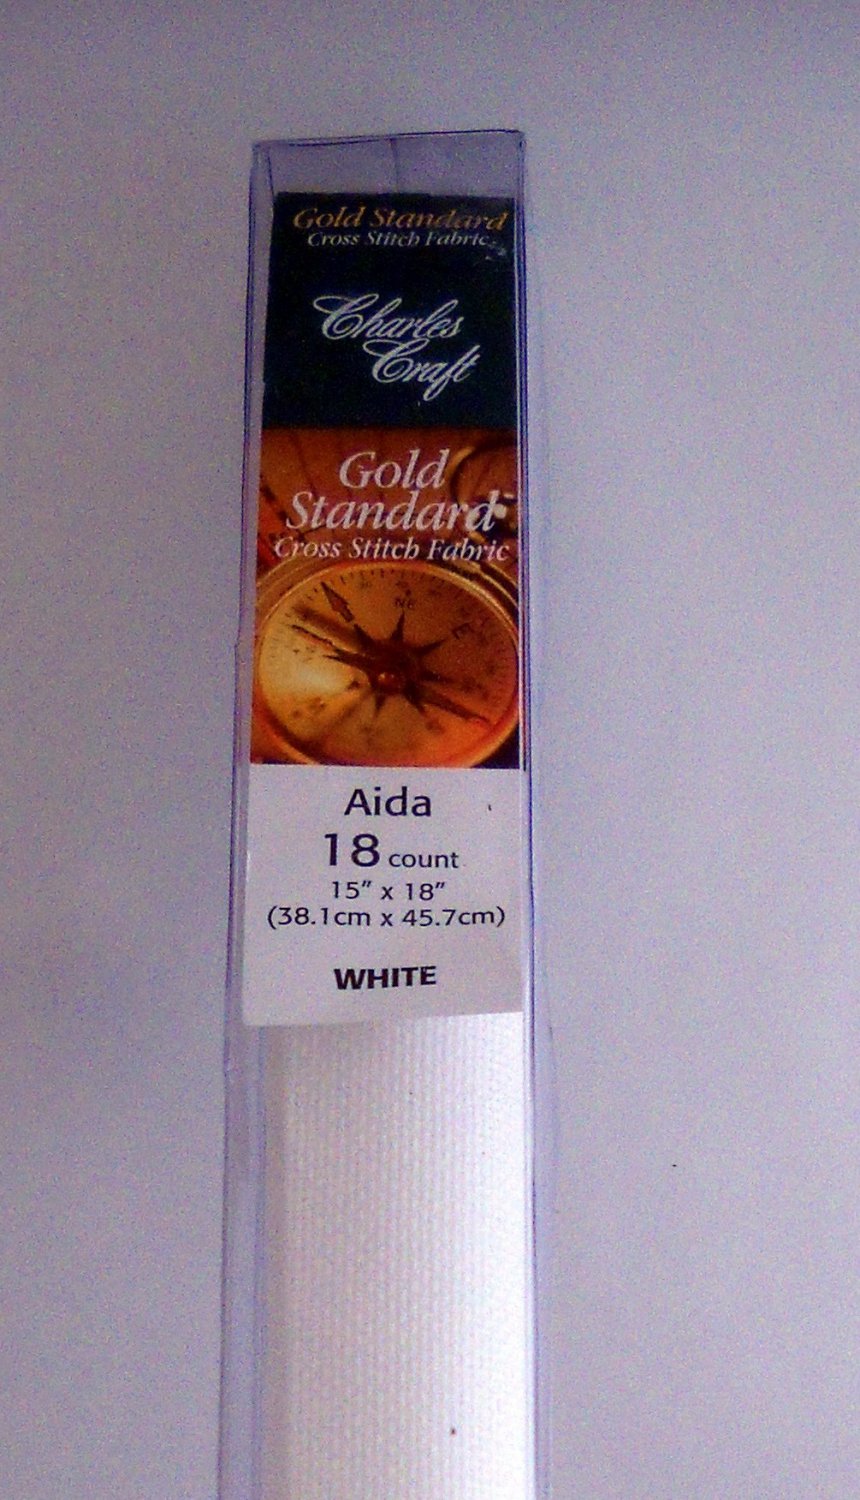 Gold Standard
Cross Stitch Fabric
Charles
Craft
Gold
Standard
Cross Stitch Fabric
NE
E
Aida
18 count
15” x 18”
(38.1cm x 45.7cm)
WHITE